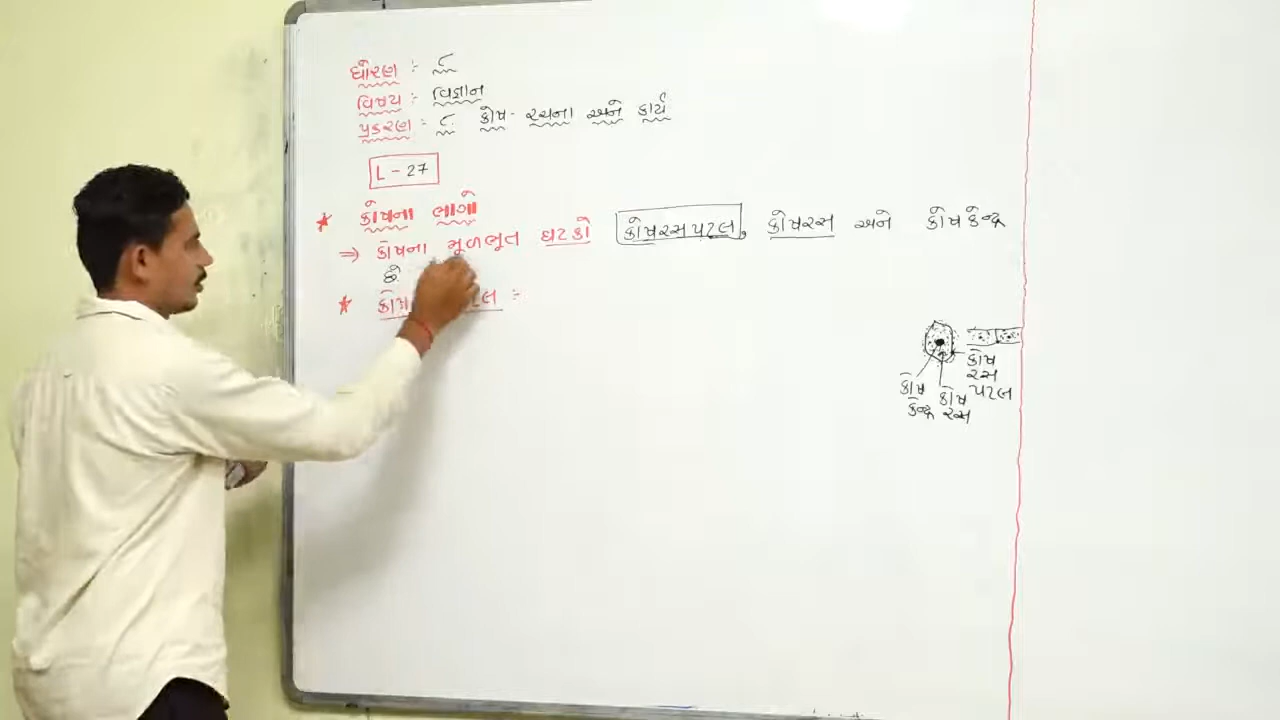 ધોરણ :- ૮
વિષય :- વિજ્ઞાન
પ્રકરણ :- ૮. કોષ - રચના અને કાર્ય
L - 27
* કોષના ભાગો
⇒ કોષના મૂળભૂત ઘટકો કોષરસપટલ, કોષરસ અને કોષકેન્દ્ર
છે
* :-
કોષ
રસ
પટલ
કોષ
કેન્દ્ર
કોષ
રસ